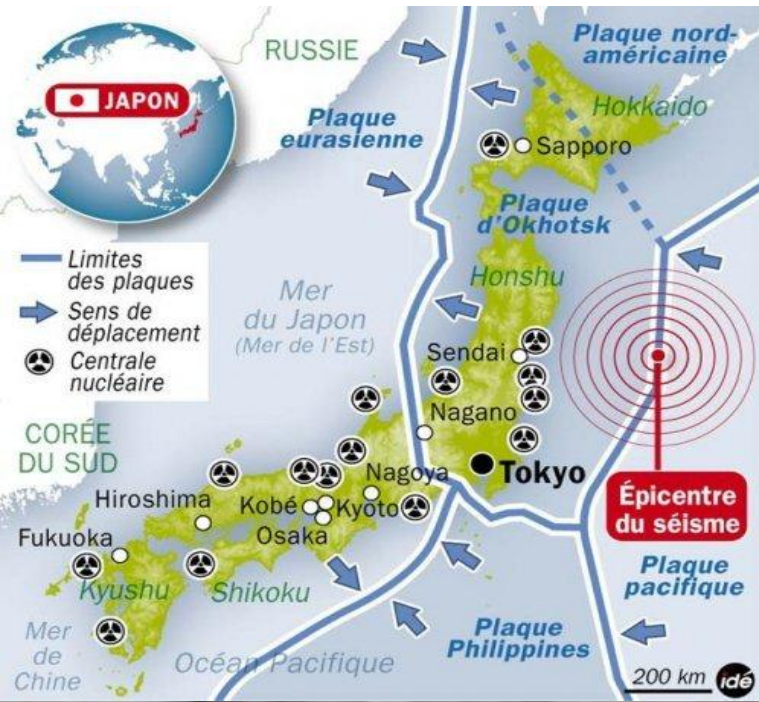 RUSSIE
JAPON
Plaque nord-
américaine
Hokkaido
Plaque
eurasienne
Sapporo
Plaque
d'Okhotsk
Limites
des plaques
Sens de
déplacement
Centrale
nucléaire
Honshu
Mer
du Japon
(Mer de l'Est)
Sendai
Nagano
CORÉE
DU SUD
Nagoya
Tokyo
Épicentre
du séisme
Hiroshima
Kobé
Kyoto
Osaka
Fukuoka
Kyushu
Shikoku
Plaque
pacifique
Mer
de
Chine
Océan Pacifique
Plaque
Philippines
200 km
idé